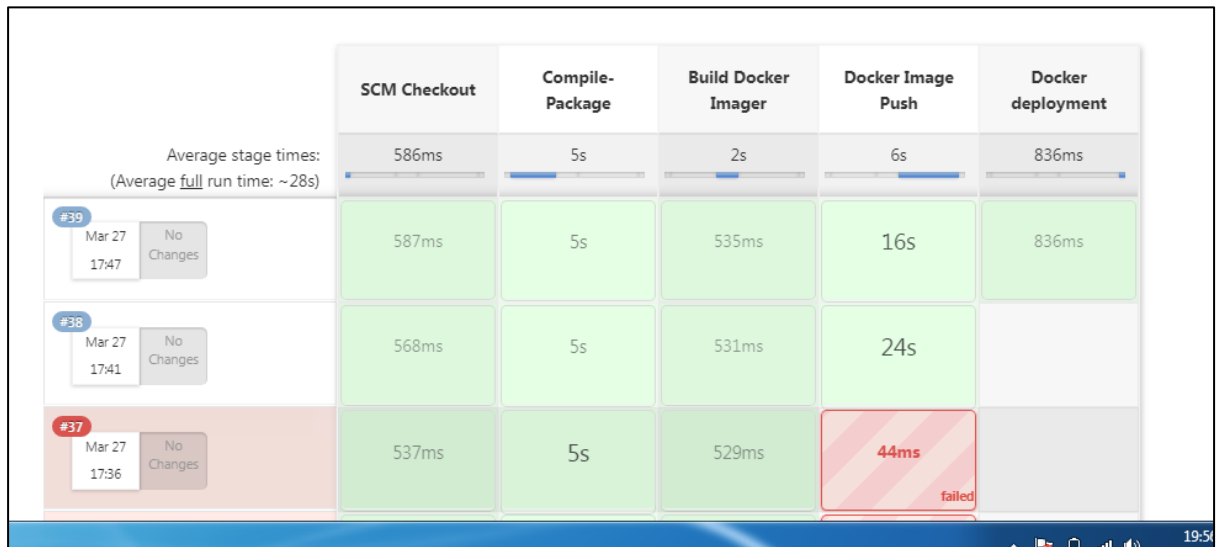 SCM Checkout
Compile-
Package
Build Docker
Imager
Docker Image
Push
Docker
deployment
Average stage times:
(Average full run time: ~28s)
586ms
5s
2s
6s
836ms
#39
Mar 27
17:47
No
Changes
587ms
5s
535ms
16s
836ms
#38
Mar 27
17:41
No
Changes
568ms
5s
531ms
24s
#37
Mar 27
17:36
No
Changes
537ms
5s
529ms
44ms
failed